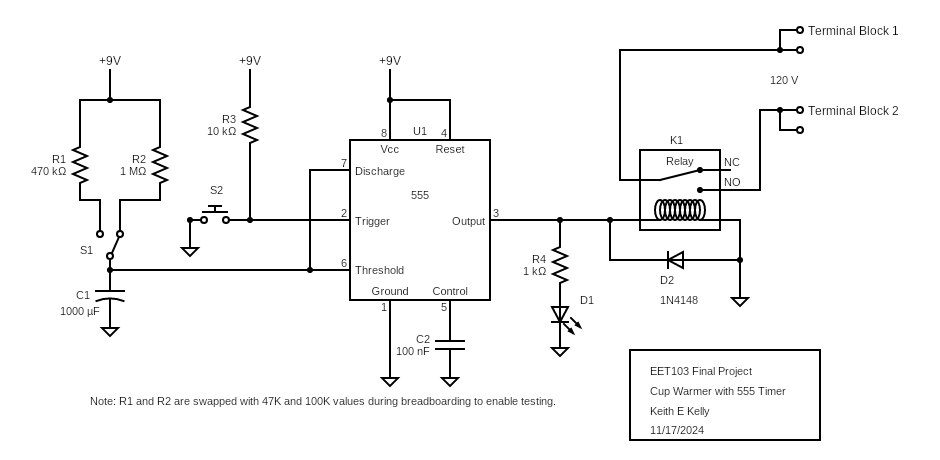 +9V
+9V
+9V
Terminal Block 1
120 V
Terminal Block 2
R1
470 kΩ
R2
1 MΩ
R3
10 kΩ
S1
S2
C1
1000 µF
8
U1
4
Vcc
Reset
7
Discharge
555
2
Trigger
Output
3
6
Threshold
Ground
Control
1
5
C2
100 nF
K1
Relay
NC
NO
R4
1 kΩ
D1
D2
1N4148
Note: R1 and R2 are swapped with 47K and 100K values during breadboarding to enable testing.
EET103 Final Project
Cup Warmer with 555 Timer
Keith E Kelly
11/17/2024